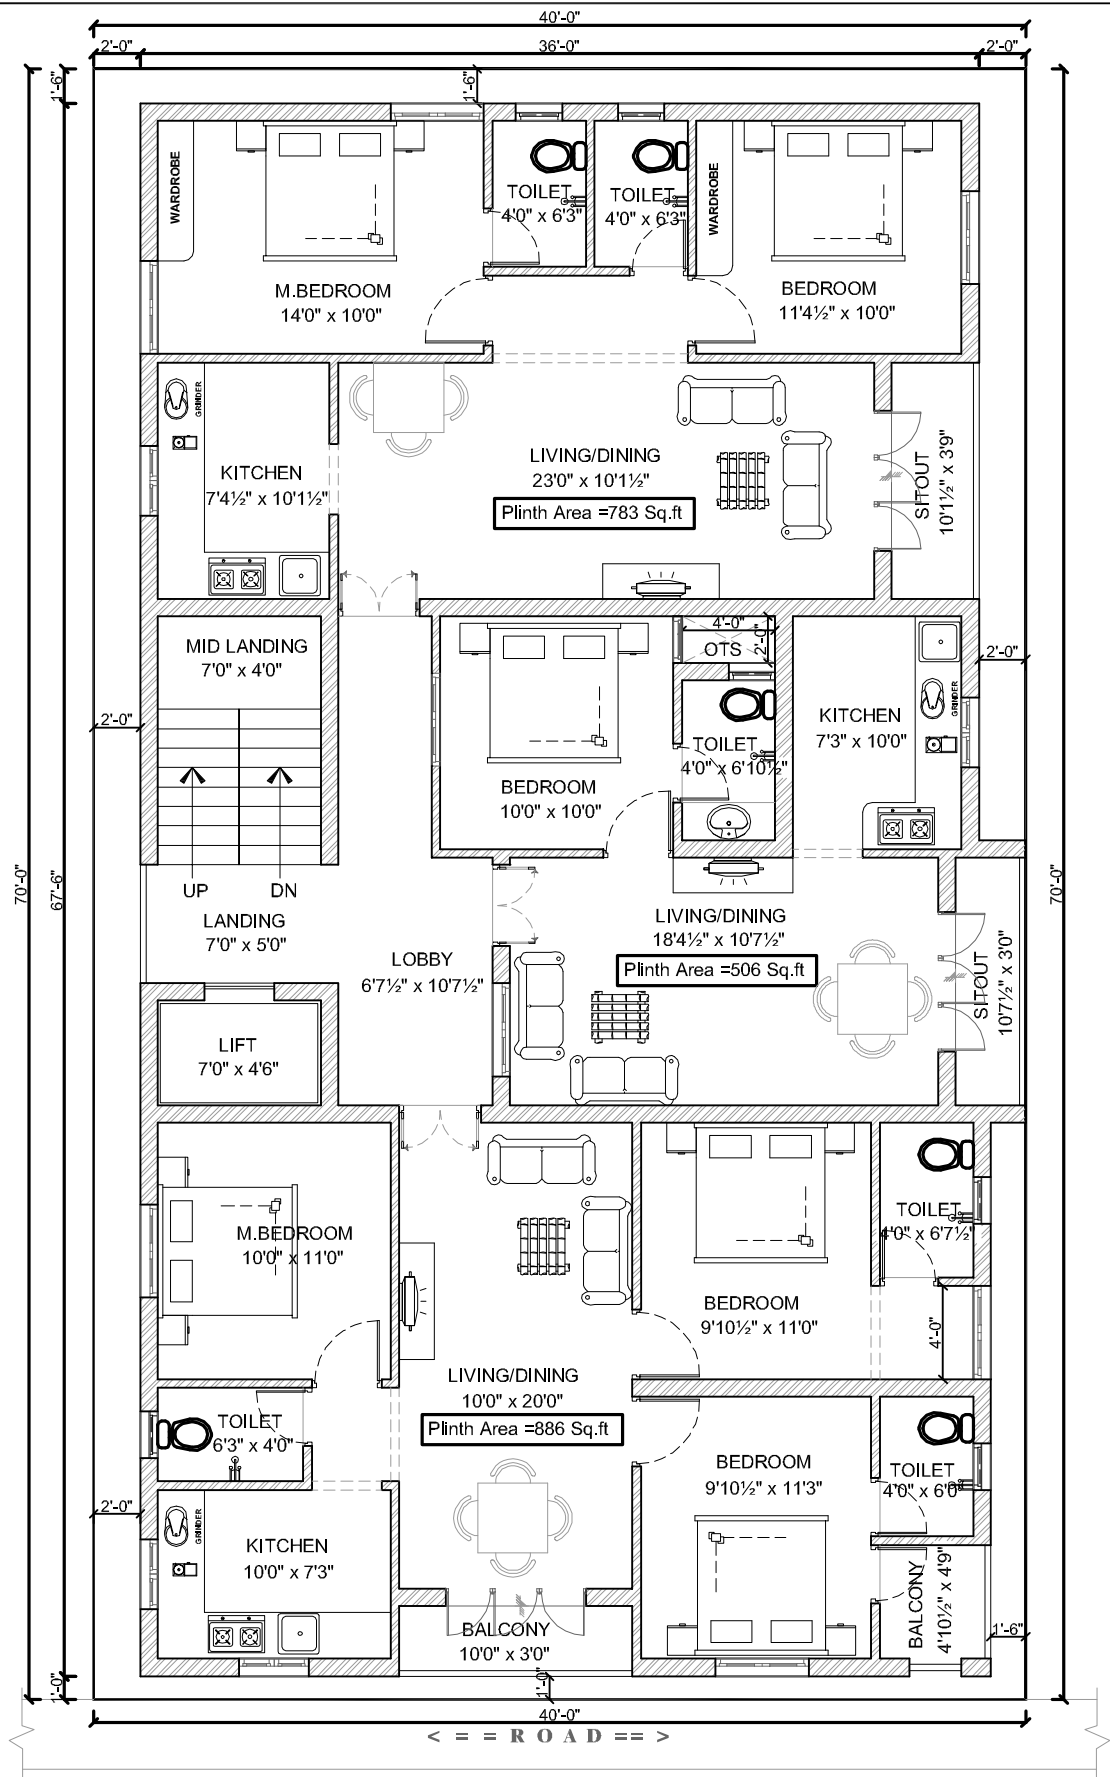 40'-0"
2'-0"
36'-0"
2'-0"
1'-6"
1'-6"
WARDROBE
TOILET
4'0" x 6'3"
TOILET
4'0" x 6'3"
WARDROBE
M.BEDROOM
14'0" x 10'0"
BEDROOM
11'4½" x 10'0"
GRINDER
KITCHEN
7'4½" x 10'1½"
LIVING/DINING
23'0" x 10'1½"
Plinth Area =783 Sq.ft
SITOUT
10'1½" x 3'9"
MID LANDING
7'0" x 4'0"
4'-0"
2'-0"
OTS
2'-0"
2'-0"
KITCHEN
7'3" x 10'0"
GRINDER
TOILET
4'0" x 6'10½"
BEDROOM
10'0" x 10'0"
UP
DN
70'-0"
67'-6"
70'-0"
LANDING
7'0" x 5'0"
LOBBY
6'7½" x 10'7½"
LIVING/DINING
18'4½" x 10'7½"
Plinth Area =506 Sq.ft
SITOUT
10'7½" x 3'0"
LIFT
7'0" x 4'6"
M.BEDROOM
10'0" x 11'0"
TOILET
4'0" x 6'7½"
BEDROOM
9'10½" x 11'0"
4'-0"
LIVING/DINING
10'0" x 20'0"
Plinth Area =886 Sq.ft
TOILET
6'3" x 4'0"
BEDROOM
9'10½" x 11'3"
TOILET
4'0" x 6'0"
2'-0"
GRINDER
KITCHEN
10'0" x 7'3"
BALCONY
10'0" x 3'0"
BALCONY
4'10½" x 4'9"
1'-6"
1'-0"
1'-0"
40'-0"
< = = R O A D == >